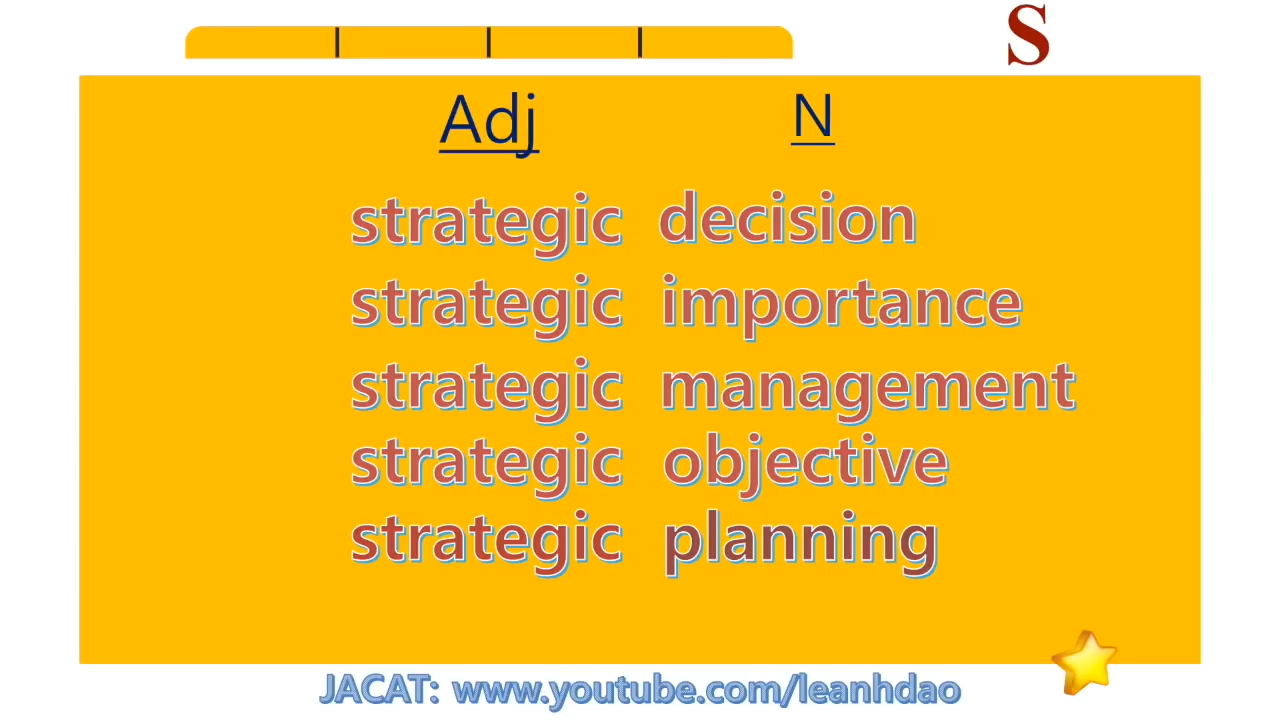 S
Adj N
strategic decision
strategic importance
strategic management
strategic objective
strategic planning
JACAT: www.youtube.com/leanhdao